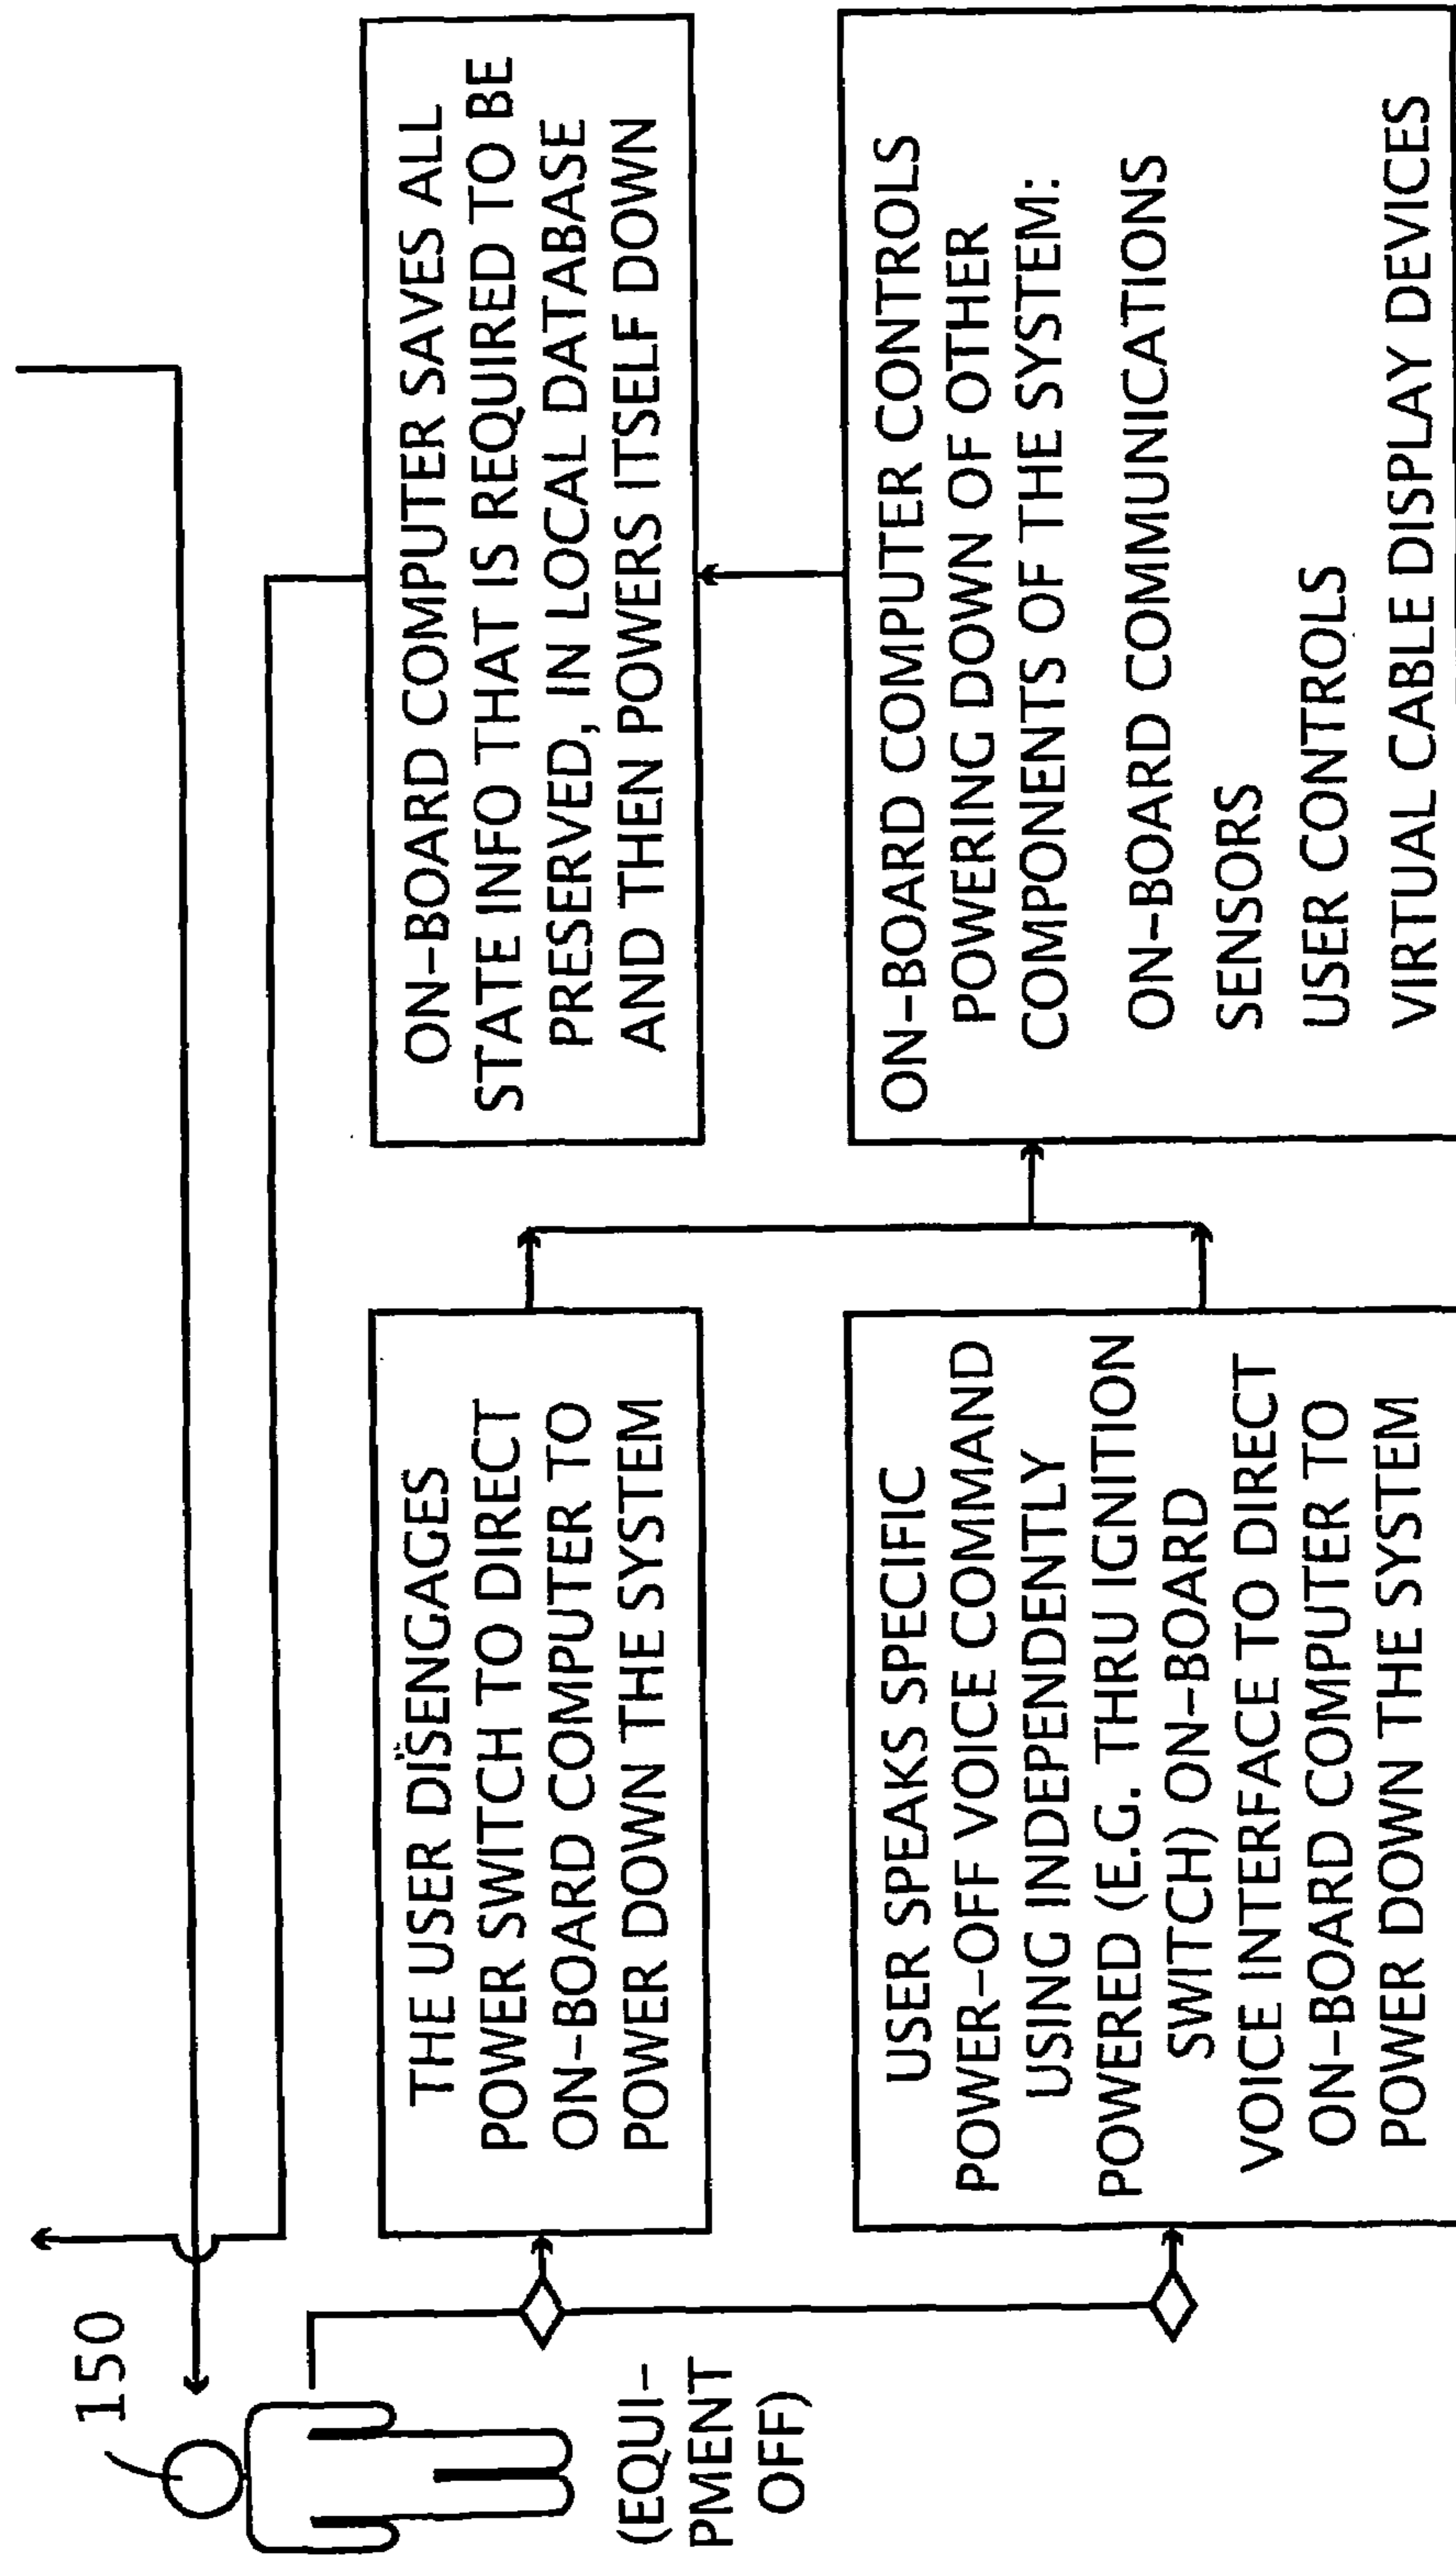 150
(EQUI–
PMENT
OFF)
THE USER DISENGAGES
POWER SWITCH TO DIRECT
ON–BOARD COMPUTER TO
POWER DOWN THE SYSTEM
USER SPEAKS SPECIFIC
POWER–OFF VOICE COMMAND
USING INDEPENDENTLY
POWERED (E.G. THRU IGNITION
SWITCH) ON–BOARD
VOICE INTERFACE TO DIRECT
ON–BOARD COMPUTER TO
POWER DOWN THE SYSTEM
ON–BOARD COMPUTER SAVES ALL
STATE INFO THAT IS REQUIRED TO BE
PRESERVED, IN LOCAL DATABASE
AND THEN POWERS ITSELF DOWN
ON–BOARD COMPUTER CONTROLS
POWERING DOWN OF OTHER
COMPONENTS OF THE SYSTEM:
ON–BOARD COMMUNICATIONS
SENSORS
USER CONTROLS
VIRTUAL CABLE DISPLAY DEVICES